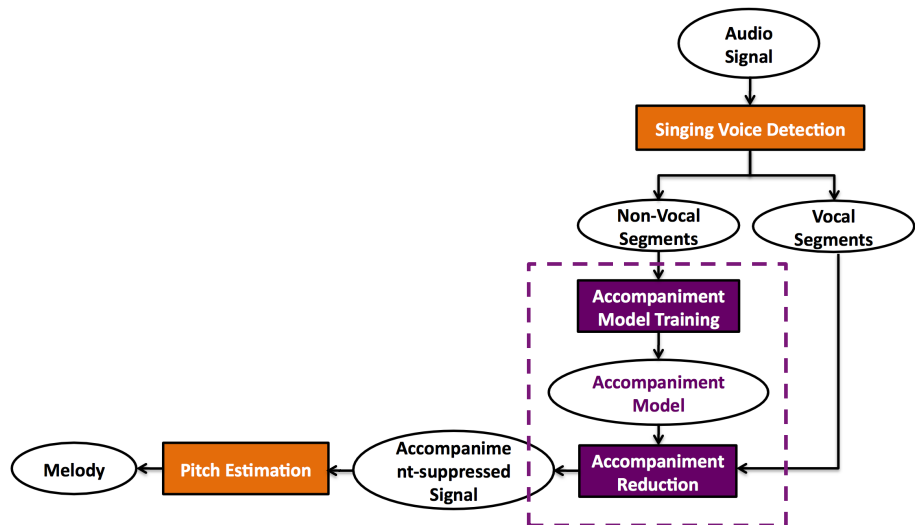 Audio
Signal
Singing Voice Detection
Non-Vocal
Segments
Vocal
Segments
Accompaniment
Model Training
Accompaniment
Model
Accompaniment
Reduction
Accompanime
nt-suppressed
Signal
Pitch Estimation
Melody